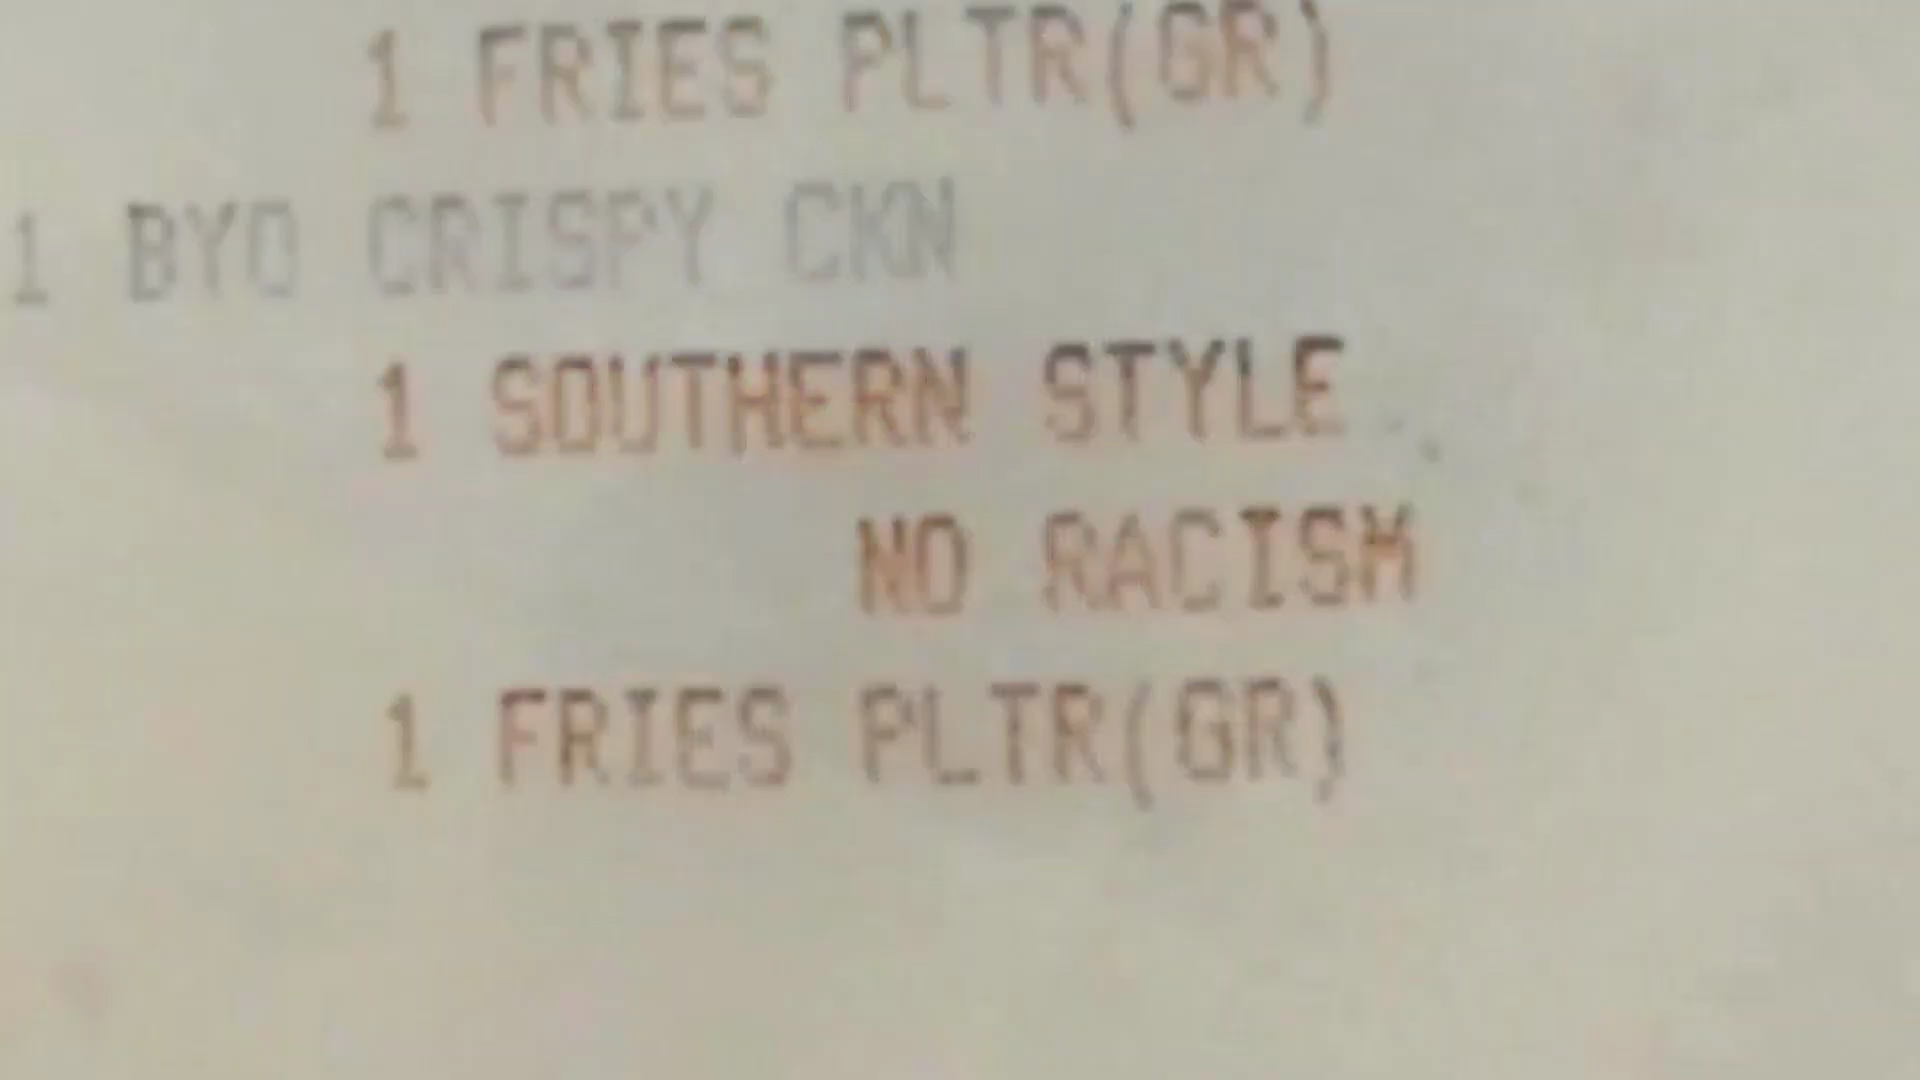 1 FRIES PLTR(GR)
1 BYO CRISPY CKN
1 SOUTHERN STYLE
NO RACISM
1 FRIES PLTR(GR)